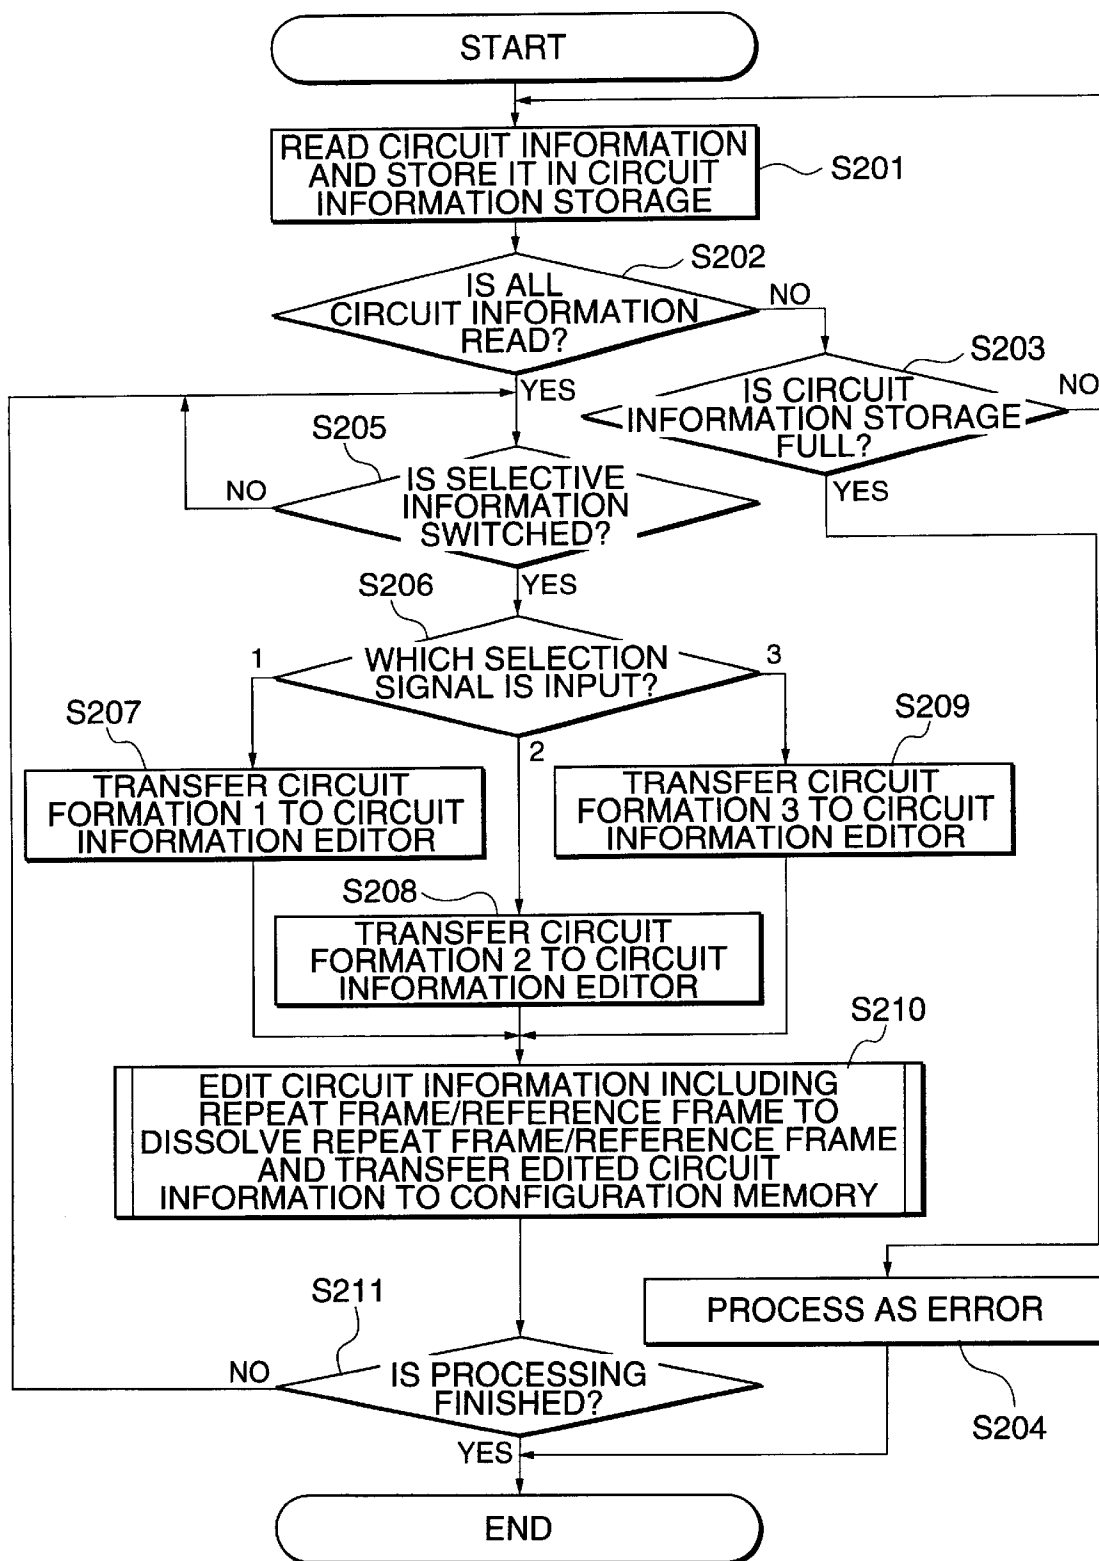 START
READ CIRCUIT INFORMATION
AND STORE IT IN CIRCUIT
INFORMATION STORAGE
S201
S202
IS ALL
CIRCUIT INFORMATION
READ?
NO
YES
S203
IS CIRCUIT
INFORMATION STORAGE
FULL?
NO
YES
S205
IS SELECTIVE
INFORMATION
SWITCHED?
NO
YES
S206
WHICH SELECTION
SIGNAL IS INPUT?
1
3
2
S207
TRANSFER CIRCUIT
FORMATION 1 TO CIRCUIT
INFORMATION EDITOR
S209
TRANSFER CIRCUIT
FORMATION 3 TO CIRCUIT
INFORMATION EDITOR
S208
TRANSFER CIRCUIT
FORMATION 2 TO CIRCUIT
INFORMATION EDITOR
S210
EDIT CIRCUIT INFORMATION INCLUDING
REPEAT FRAME/REFERENCE FRAME TO
DISSOLVE REPEAT FRAME/REFERENCE FRAME
AND TRANSFER EDITED CIRCUIT
INFORMATION TO CONFIGURATION MEMORY
S211
IS PROCESSING
FINISHED?
NO
YES
PROCESS AS ERROR
S204
END